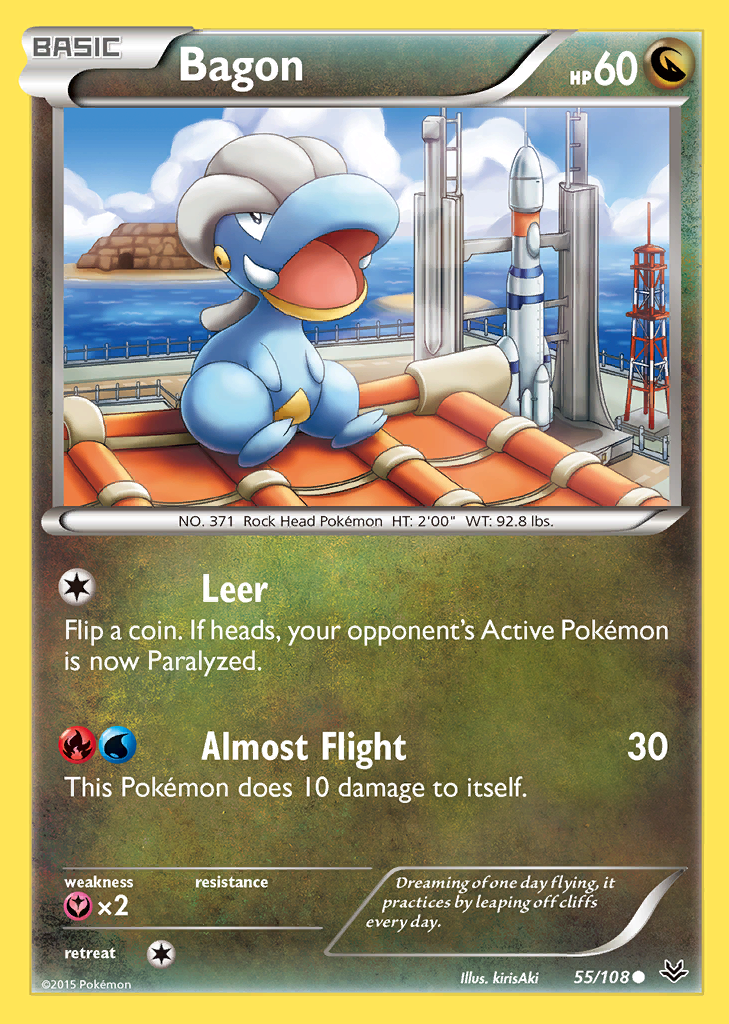 BASIC
Bagon
HP60
NO. 371 Rock Head Pokémon HT: 2'00" WT: 92.8 lbs.
Leer
Flip a coin. If heads, your opponent's Active Pokémon
is now Paralyzed.
Almost Flight 30
This Pokémon does 10 damage to itself.
weakness resistance
×2
Dreaming of one day flying, it
practices by leaping off cliffs
every day.
retreat
©2015 Pokémon
Illus. kirisAki
55/108